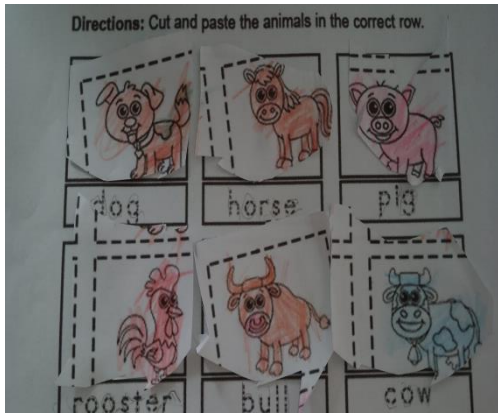 Directions: Cut and paste the animals in the correct row.
dog horse pig
rooster bull cow